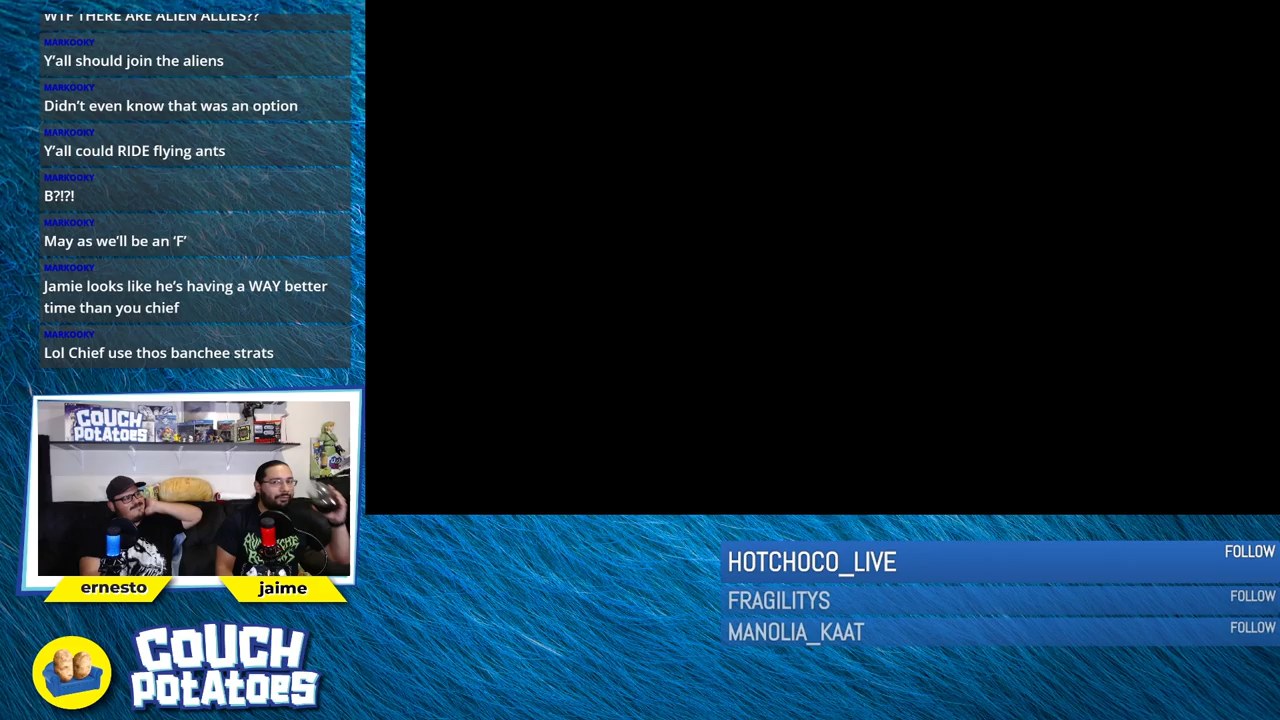 WTF THERE ARE ALIEN ALLIES??
MARKOOKY
Y'all should join the aliens
MARKOOKY
Didn't even know that was an option
MARKOOKY
Y'all could RIDE flying ants
MARKOOKY
B?!?!
MARKOOKY
May as we'll be an 'F'
MARKOOKY
Jamie looks like he's having a WAY better
time than you chief
MARKOOKY
Lol Chief use thos banchee strats
COUCH
POTATOES
ernesto
jaime
COUCH
POTATOES
HOTCHOCO_LIVE FOLLOW
FRAGILITYS FOLLOW
MANOLIA_KAAT FOLLOW